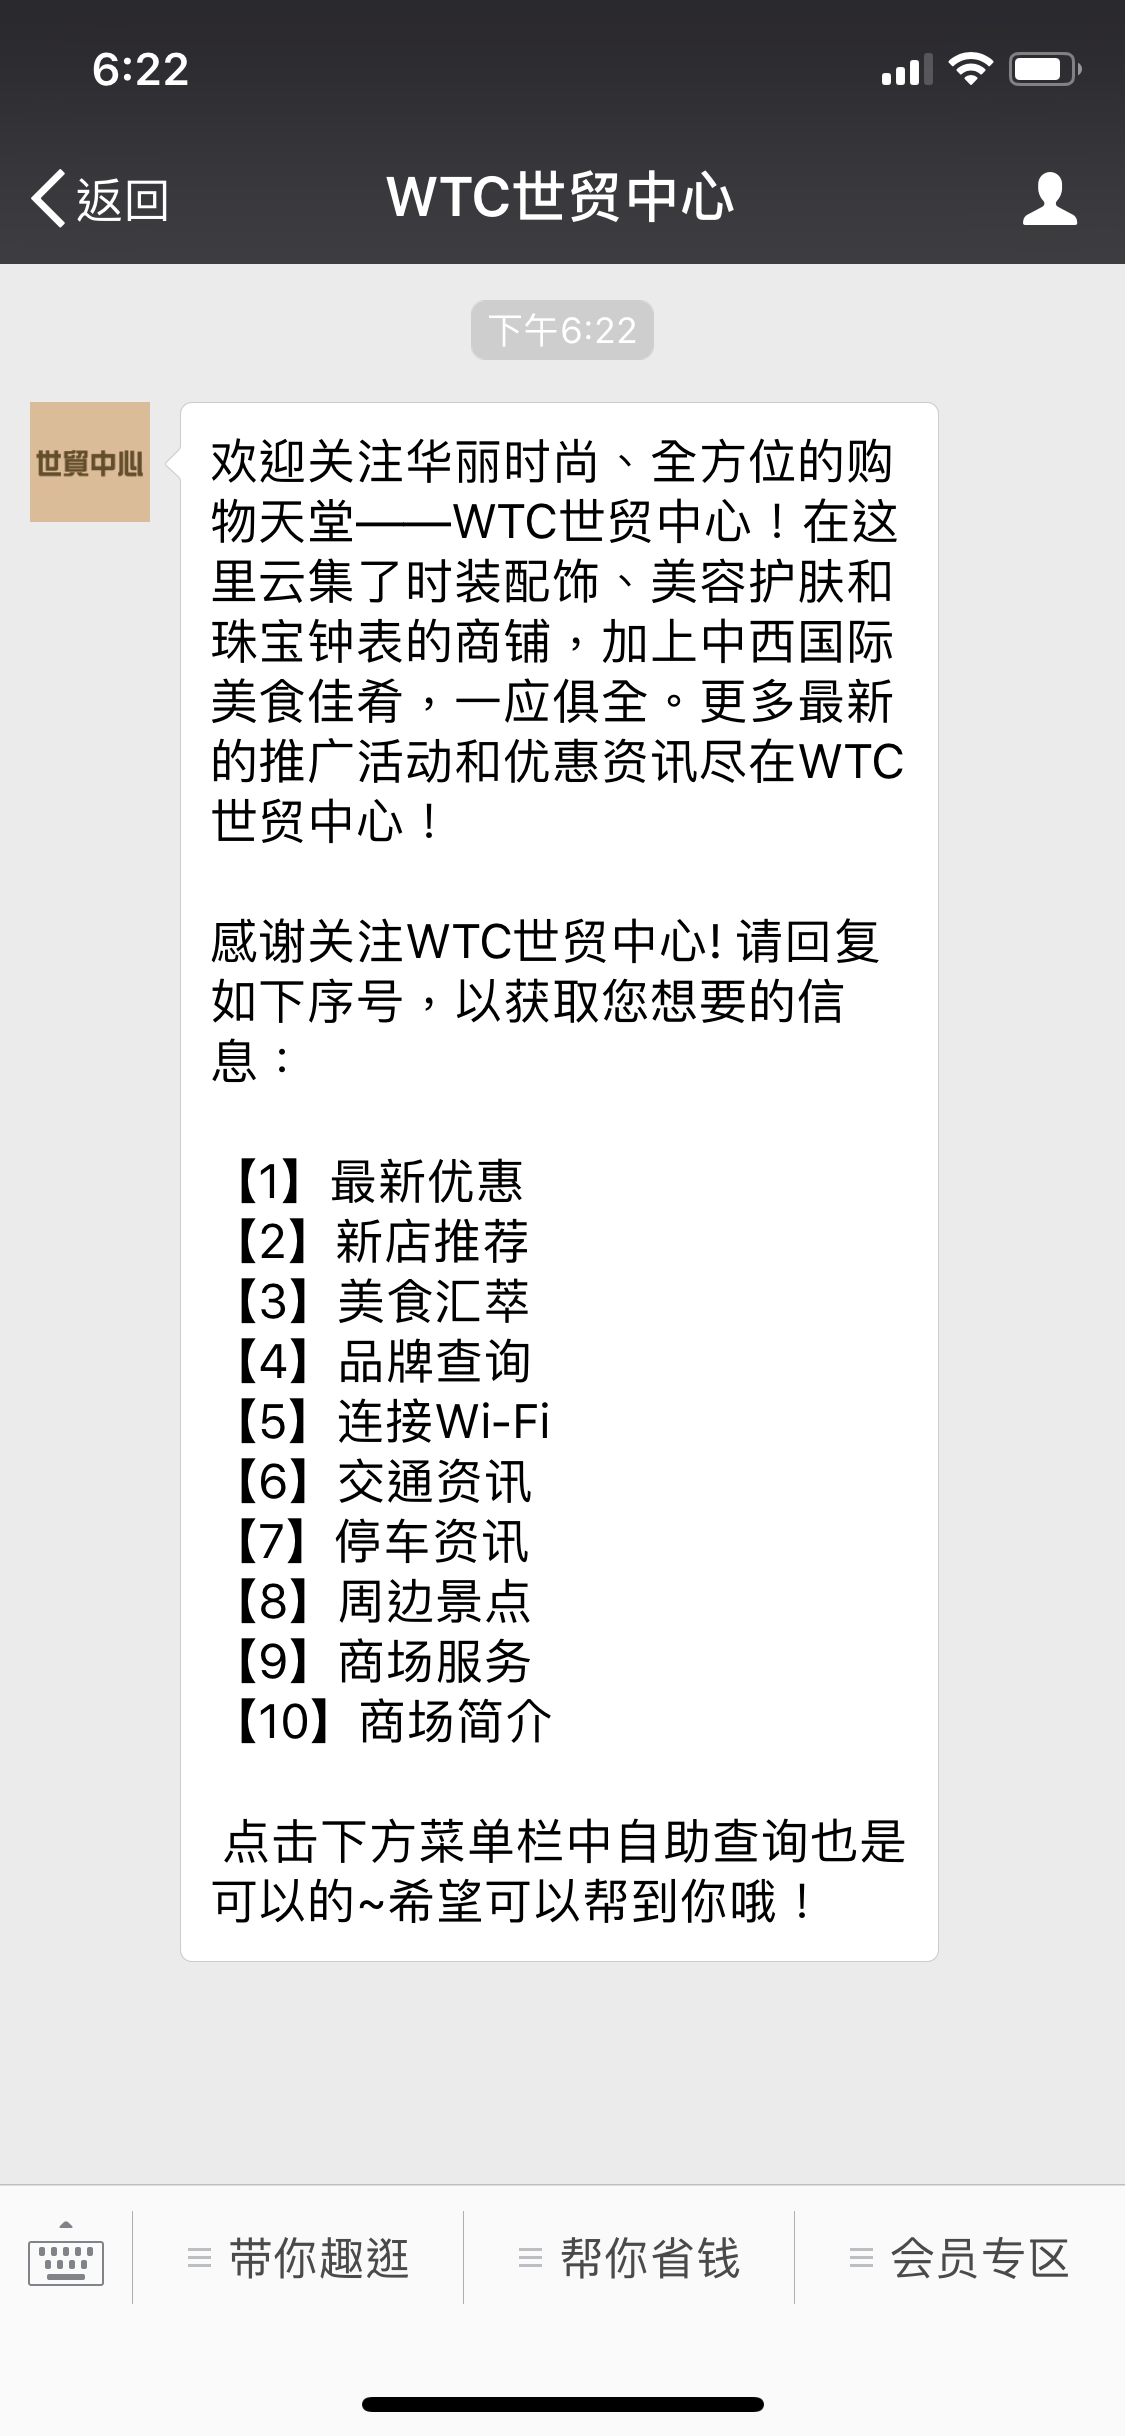 6:22
返回
WTC世贸中心
下午6:22
世貿中心
欢迎关注华丽时尚、全方位的购
物天堂——WTC世贸中心！在这
里云集了时装配饰、美容护肤和
珠宝钟表的商铺，加上中西国际
美食佳肴，一应俱全。更多最新
的推广活动和优惠资讯尽在WTC
世贸中心！
感谢关注WTC世贸中心! 请回复
如下序号，以获取您想要的信
息：
【1】最新优惠
【2】新店推荐
【3】美食汇萃
【4】品牌查询
【5】连接Wi-Fi
【6】交通资讯
【7】停车资讯
【8】周边景点
【9】商场服务
【10】商场简介
点击下方菜单栏中自助查询也是
可以的~希望可以帮到你哦！
带你趣逛
帮你省钱
会员专区